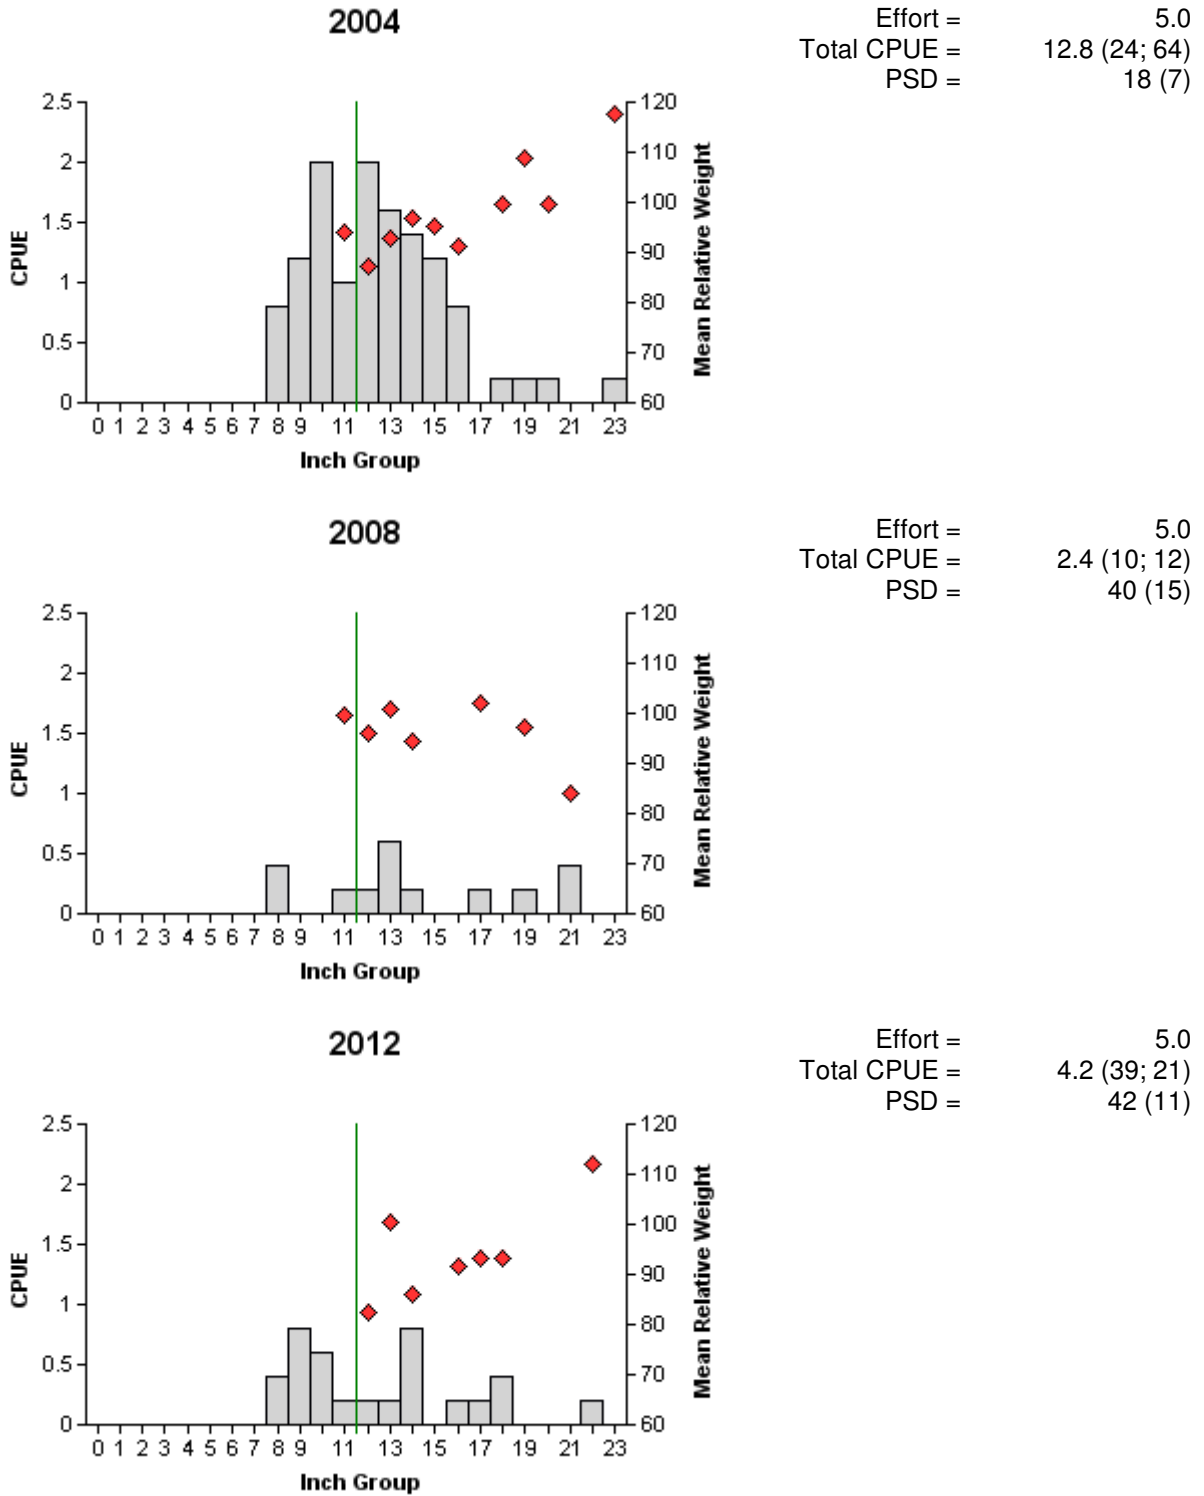 2004
Effort = 5.0
Total CPUE = 12.8 (24; 64)
PSD = 18 (7)
2.5 120
2 110
1.5 100
1 90
0.5 80
0 70
60
CPUE
Mean Relative Weight
0 1 2 3 4 5 6 7 8 9 11 13 15 17 19 21 23
Inch Group
2008
Effort = 5.0
Total CPUE = 2.4 (10; 12)
PSD = 40 (15)
2.5 120
2 110
1.5 100
1 90
0.5 80
0 70
60
CPUE
Mean Relative Weight
0 1 2 3 4 5 6 7 8 9 11 13 15 17 19 21 23
Inch Group
2012
Effort = 5.0
Total CPUE = 4.2 (39; 21)
PSD = 42 (11)
2.5 120
2 110
1.5 100
1 90
0.5 80
0 70
60
CPUE
Mean Relative Weight
0 1 2 3 4 5 6 7 8 9 11 13 15 17 19 21 23
Inch Group